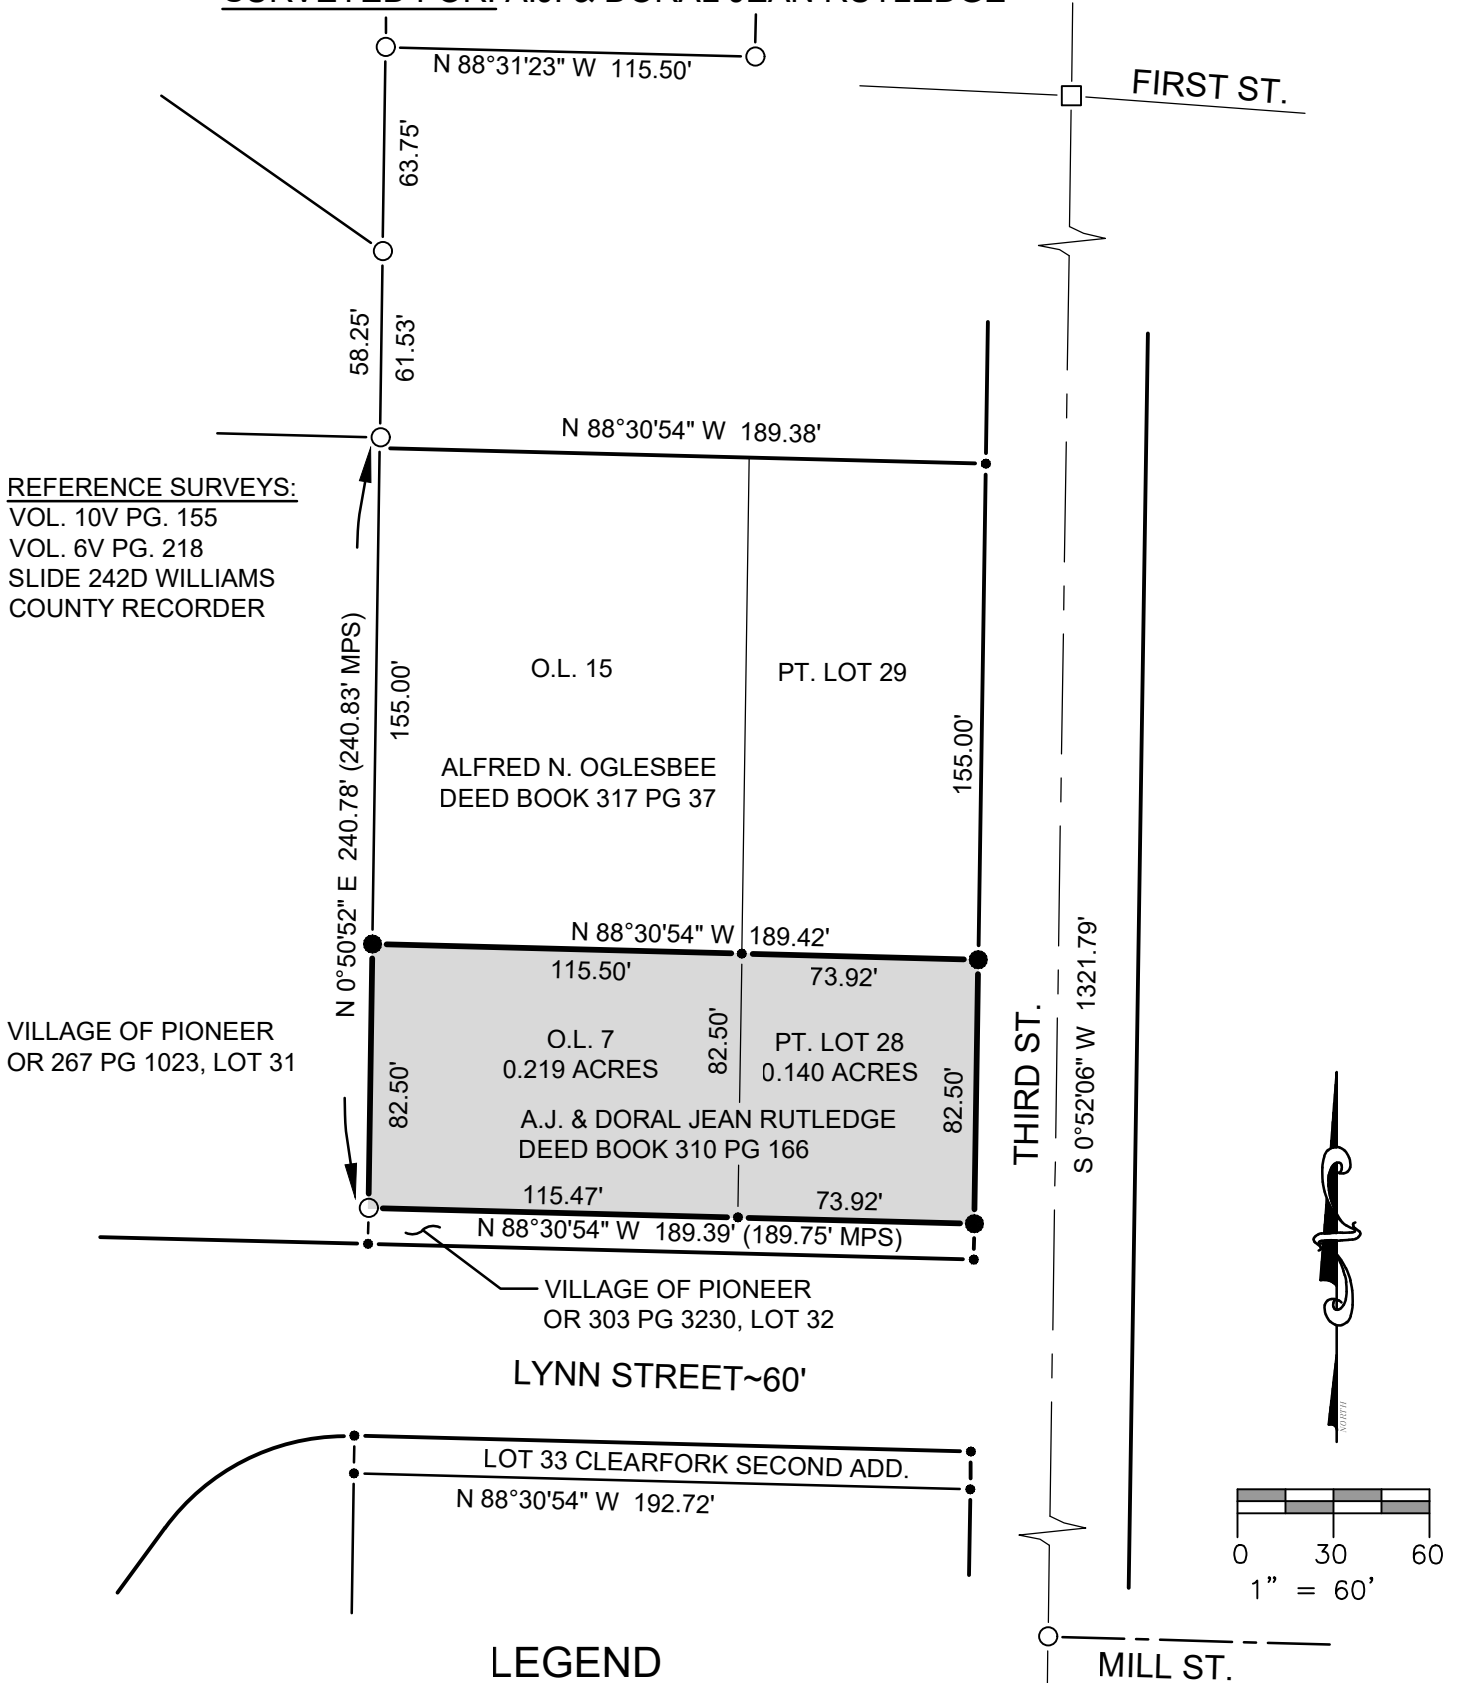 SURVEYED FOR: A.J. & DORAL JEAN RUTLEDGE
N 88°31'23" W 115.50'
FIRST ST.
63.75'
58.25'
61.53'
N 88°30'54" W 189.38'
REFERENCE SURVEYS:
VOL. 10V PG. 155
VOL. 6V PG. 218
SLIDE 242D WILLIAMS
COUNTY RECORDER
N 0°50'52" E 240.78' (240.83' MPS)
155.00'
O.L. 15
PT. LOT 29
155.00'
ALFRED N. OGLESBEE
DEED BOOK 317 PG 37
N 88°30'54" W 189.42'
115.50'
73.92'
VILLAGE OF PIONEER
OR 267 PG 1023, LOT 31
82.50'
O.L. 7
0.219 ACRES
82.50'
PT. LOT 28
0.140 ACRES
82.50'
A.J. & DORAL JEAN RUTLEDGE
DEED BOOK 310 PG 166
THIRD ST.
S 0°52'06" W 1321.79'
115.47'
73.92'
N 88°30'54" W 189.39' (189.75' MPS)
VILLAGE OF PIONEER
OR 303 PG 3230, LOT 32
LYNN STREET~60'
NORTH
LOT 33 CLEARFORK SECOND ADD.
N 88°30'54" W 192.72'
0 30 60
1" = 60'
LEGEND
MILL ST.